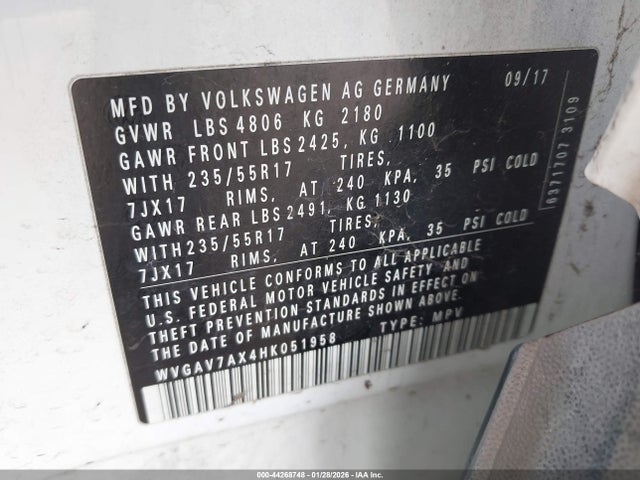 MFD BY VOLKSWAGEN AG GERMANY 09/17
GVWR LBS 4806 KG 2180
GAWR FRONT LBS 2425, KG 1100
WITH 235/55R17 TIRES,
7JX17 RIMS, AT 240 KPA, 35 PSI COLD
GAWR REAR LBS 2491, KG 1130
WITH 235/55R17 TIRES,
7JX17 RIMS, AT 240 KPA, 35 PSI COLD
THIS VEHICLE CONFORMS TO ALL APPLICABLE
U.S. FEDERAL MOTOR VEHICLE SAFETY AND
THEFT PREVENTION STANDARDS IN EFFECT ON
THE DATE OF MANUFACTURE SHOWN ABOVE.
WVGAV7AX4HK051958 TYPE: MPV
6371707 3109
000-44268748 | 01/28/2026 - IAA Inc.